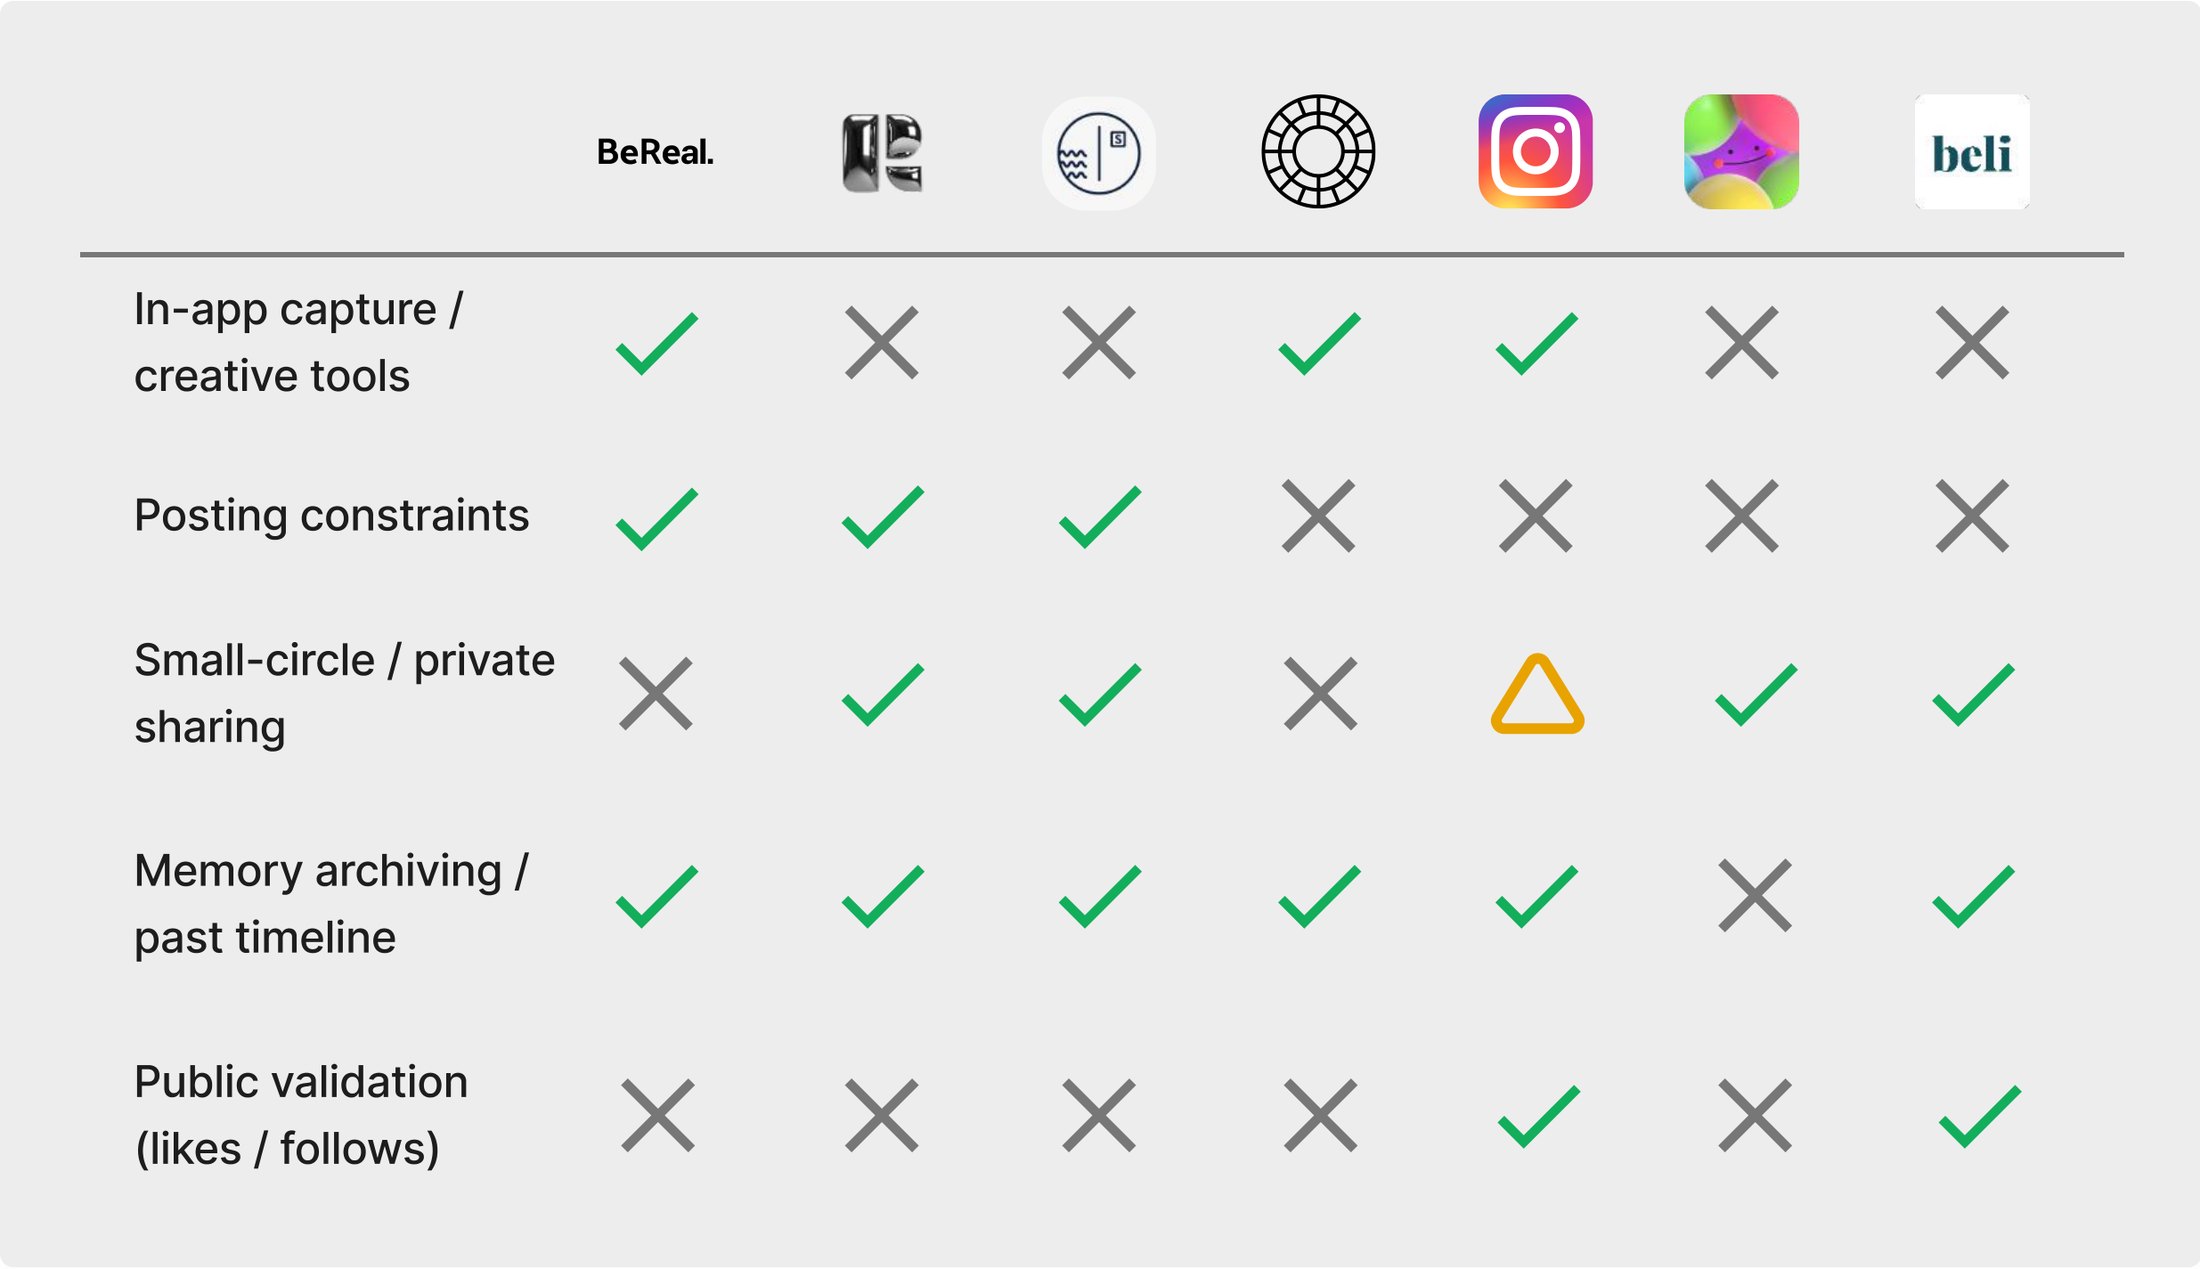 BeReal.
S
beli
In-app capture /
creative tools
Posting constraints
Small-circle / private
sharing
Memory archiving /
past timeline
Public validation
(likes / follows)